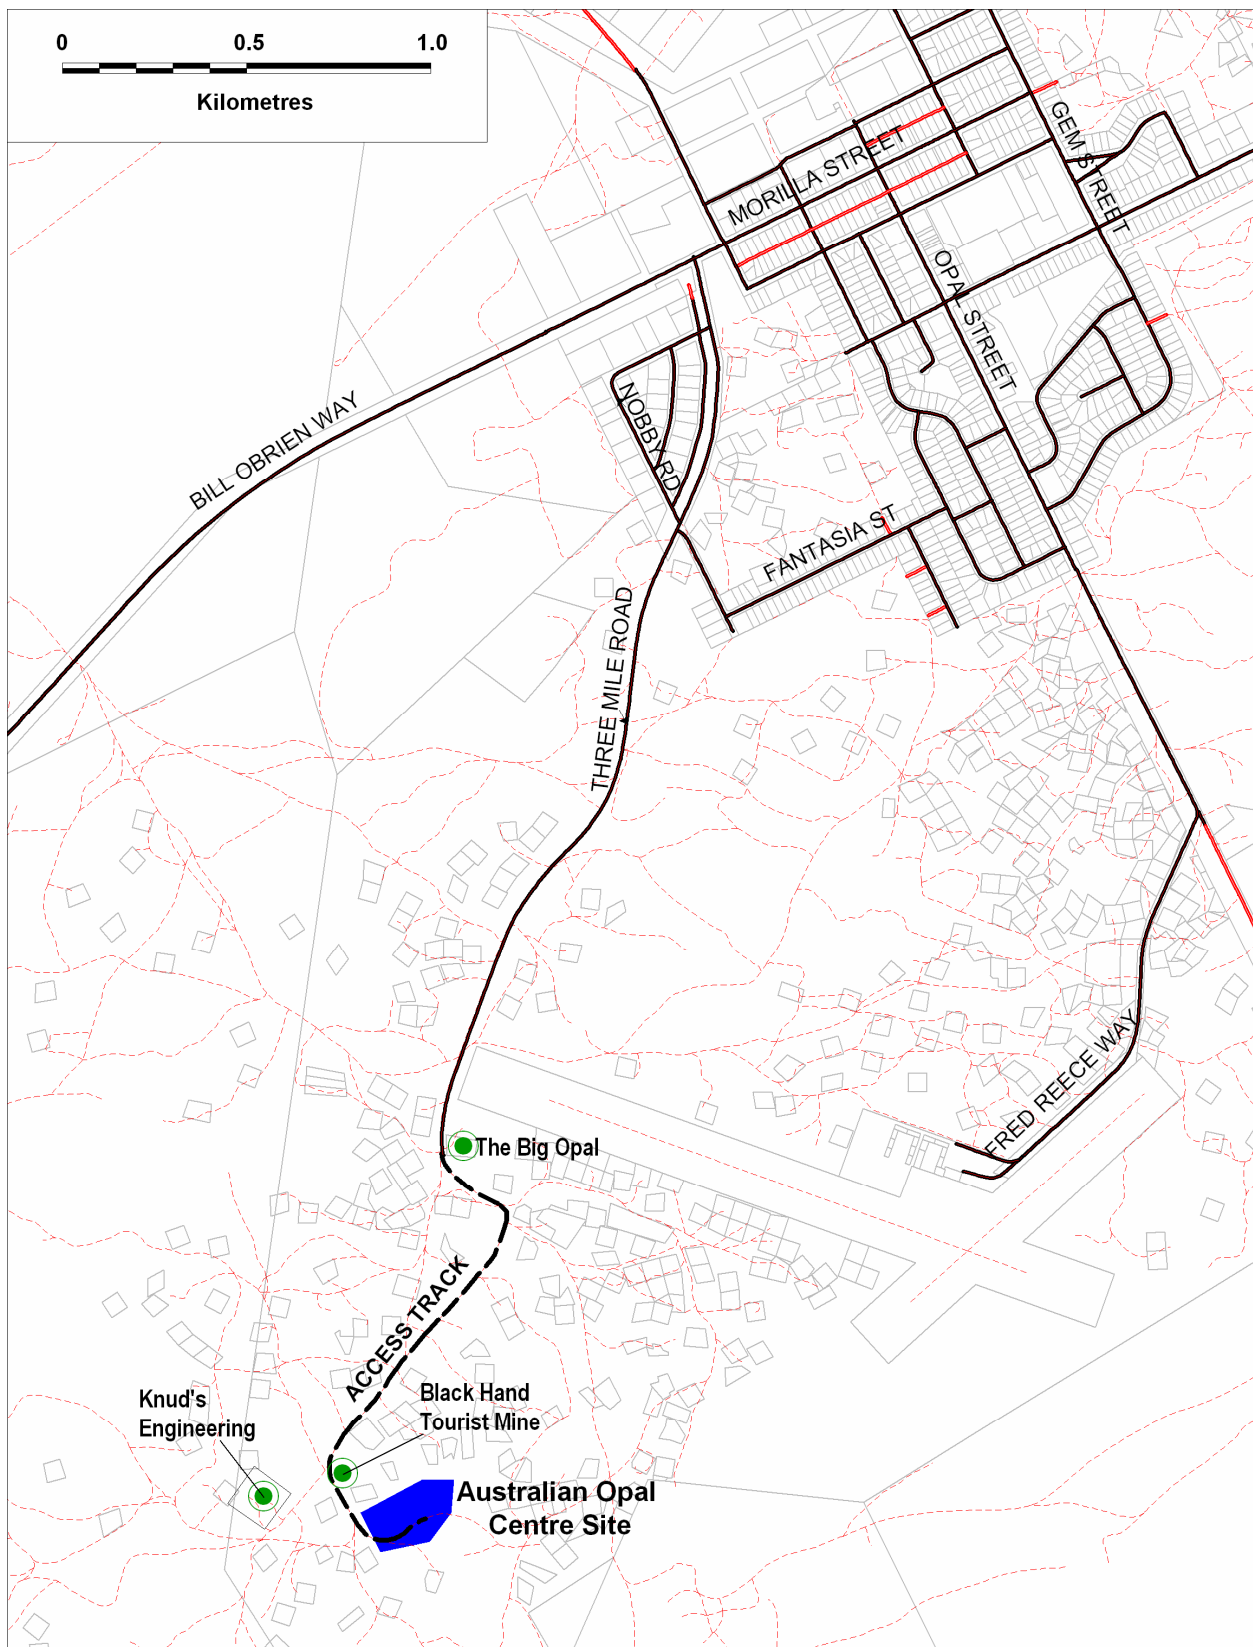 0 0.5 1.0
Kilometres
GEM STREET
MORILLA STREET
OPAL STREET
NOBBY RD
BILL OBRIEN WAY
FANTASIA ST
THREE MILE ROAD
FRED REECE WAY
The Big Opal
ACCESS TRACK
Black Hand
Tourist Mine
Knud's
Engineering
Australian Opal
Centre Site